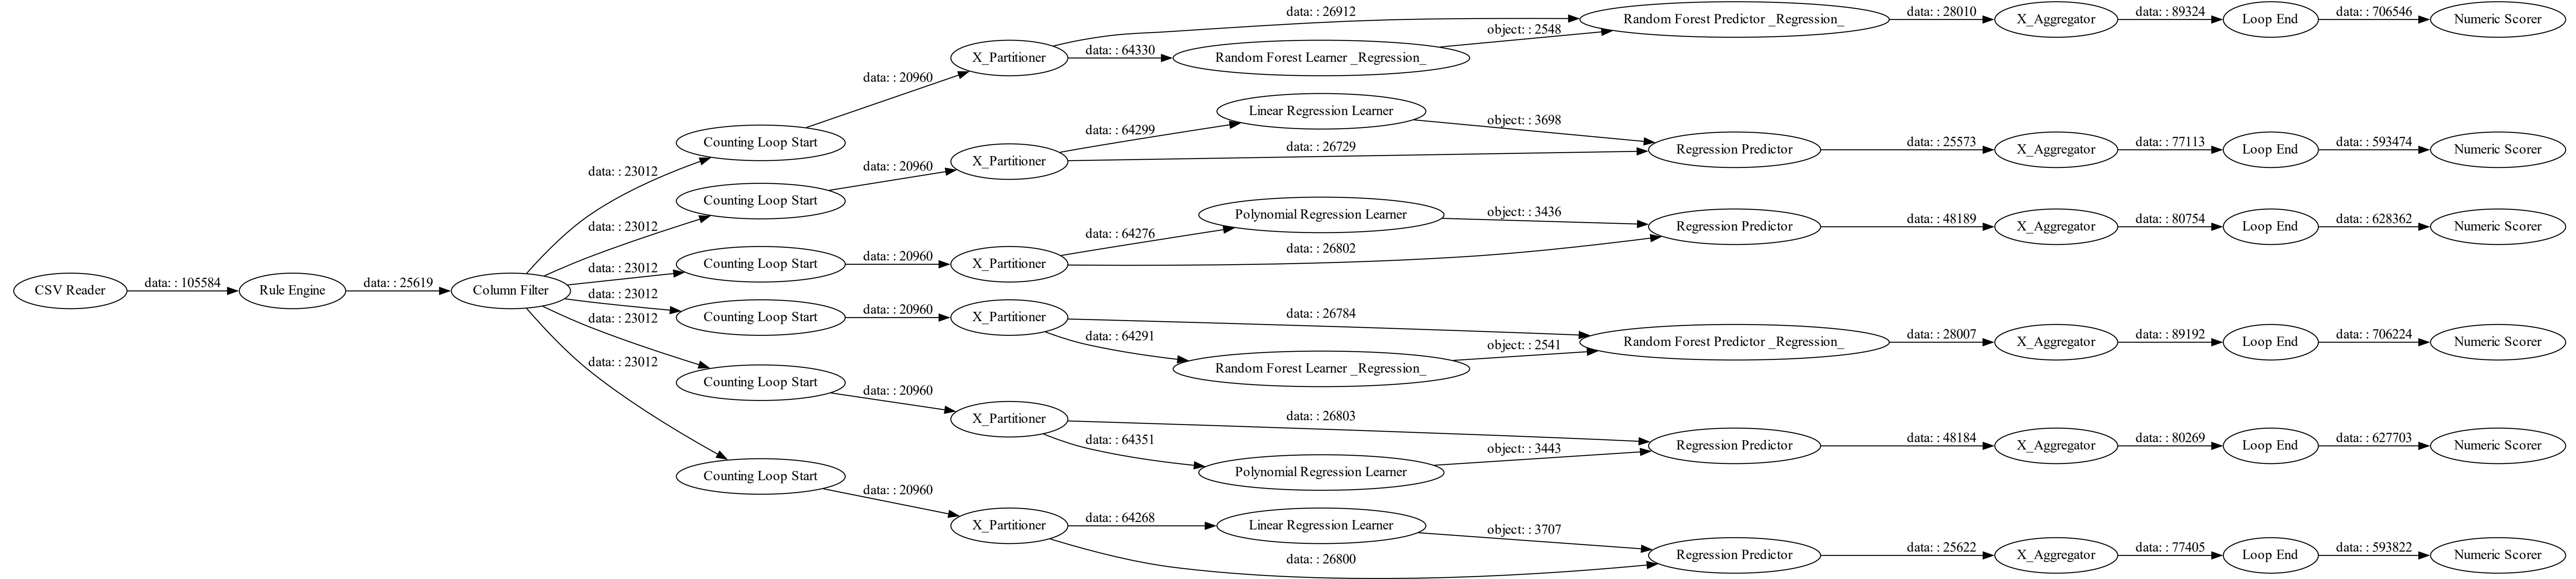 data: : 26912
Random Forest Predictor _Regression_
data: : 28010
X_Aggregator
data: : 89324
Loop End
data: : 706546
Numeric Scorer
object: : 2548
X_Partitioner
data: : 64330
Random Forest Learner _Regression_
data: : 20960
Counting Loop Start
data: : 23012
Linear Regression Learner
data: : 64299
object: : 3698
X_Partitioner
data: : 26729
Regression Predictor
data: : 25573
X_Aggregator
data: : 77113
Loop End
data: : 593474
Numeric Scorer
data: : 20960
Counting Loop Start
data: : 23012
Polynomial Regression Learner
data: : 64276
object: : 3436
Regression Predictor
data: : 48189
X_Aggregator
data: : 80754
Loop End
data: : 628362
Numeric Scorer
data: : 26802
data: : 23012
Counting Loop Start
data: : 20960
X_Partitioner
CSV Reader
data: : 105584
Rule Engine
data: : 25619
Column Filter
data: : 23012
Counting Loop Start
data: : 20960
X_Partitioner
data: : 26784
data: : 64291
object: : 2541
Random Forest Predictor _Regression_
data: : 28007
X_Aggregator
data: : 89192
Loop End
data: : 706224
Numeric Scorer
Random Forest Learner _Regression_
data: : 23012
Counting Loop Start
data: : 20960
X_Partitioner
data: : 26803
data: : 64351
object: : 3443
Regression Predictor
data: : 48184
X_Aggregator
data: : 80269
Loop End
data: : 627703
Numeric Scorer
Polynomial Regression Learner
data: : 23012
Counting Loop Start
data: : 20960
X_Partitioner
data: : 64268
Linear Regression Learner
object: : 3707
data: : 26800
Regression Predictor
data: : 25622
X_Aggregator
data: : 77405
Loop End
data: : 593822
Numeric Scorer